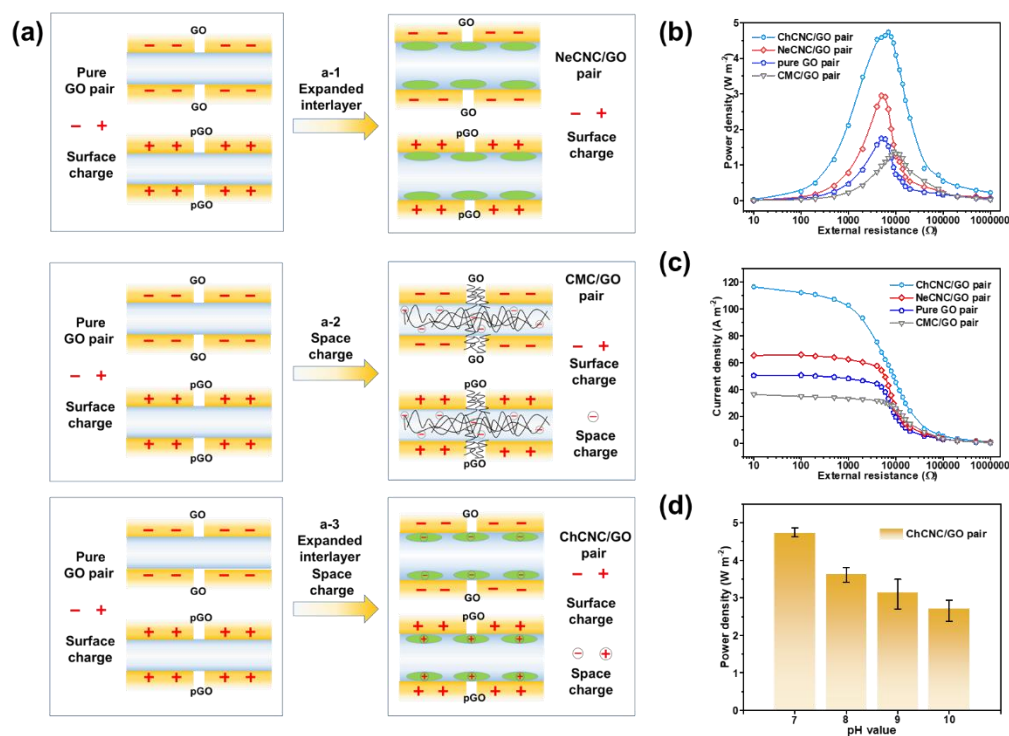 (a)
Pure
GO pair
− +
Surface
charge
GO
− − − −
− − − −
GO
pGO
+ + + +
+ + + +
pGO
a-1
Expanded
interlayer
GO
− − − −
− − − −
GO
pGO
+ + + +
+ + + +
pGO
NeCNC/GO
pair
− +
Surface
charge
Pure
GO pair
− +
Surface
charge
GO
− − − −
− − − −
GO
pGO
+ + + +
+ + + +
pGO
a-2
Space
charge
GO
− − − −
− − − −
GO
pGO
+ + + +
+ + + +
pGO
CMC/GO
pair
− +
Surface
charge
⊖
Space
charge
Pure
GO pair
− +
Surface
charge
GO
− − − −
− − − −
GO
pGO
+ + + +
+ + + +
pGO
a-3
Expanded
interlayer
Space
charge
GO
− − − −
⊖ ⊖ ⊖
⊖ ⊖ ⊖
− − − −
GO
pGO
+ + + +
+ + +
+ + +
+ + + +
pGO
ChCNC/GO
pair
− +
Surface
charge
⊖ ⊕
Space
charge
(b)
Power density (W m⁻²)
5
4
3
2
1
0
ChCNC/GO pair
NeCNC/GO pair
pure GO pair
CMC/GO pair
10 100 1000 10000 100000 1000000
External resistance (Ω)
(c)
Current density (A m⁻²)
120
100
80
60
40
20
0
ChCNC/GO pair
NeCNC/GO pair
Pure GO pair
CMC/GO pair
10 100 1000 10000 100000 1000000
External resistance (Ω)
(d)
Power density (W m⁻²)
5
4
3
2
1
0
ChCNC/GO pair
7 8 9 10
pH value